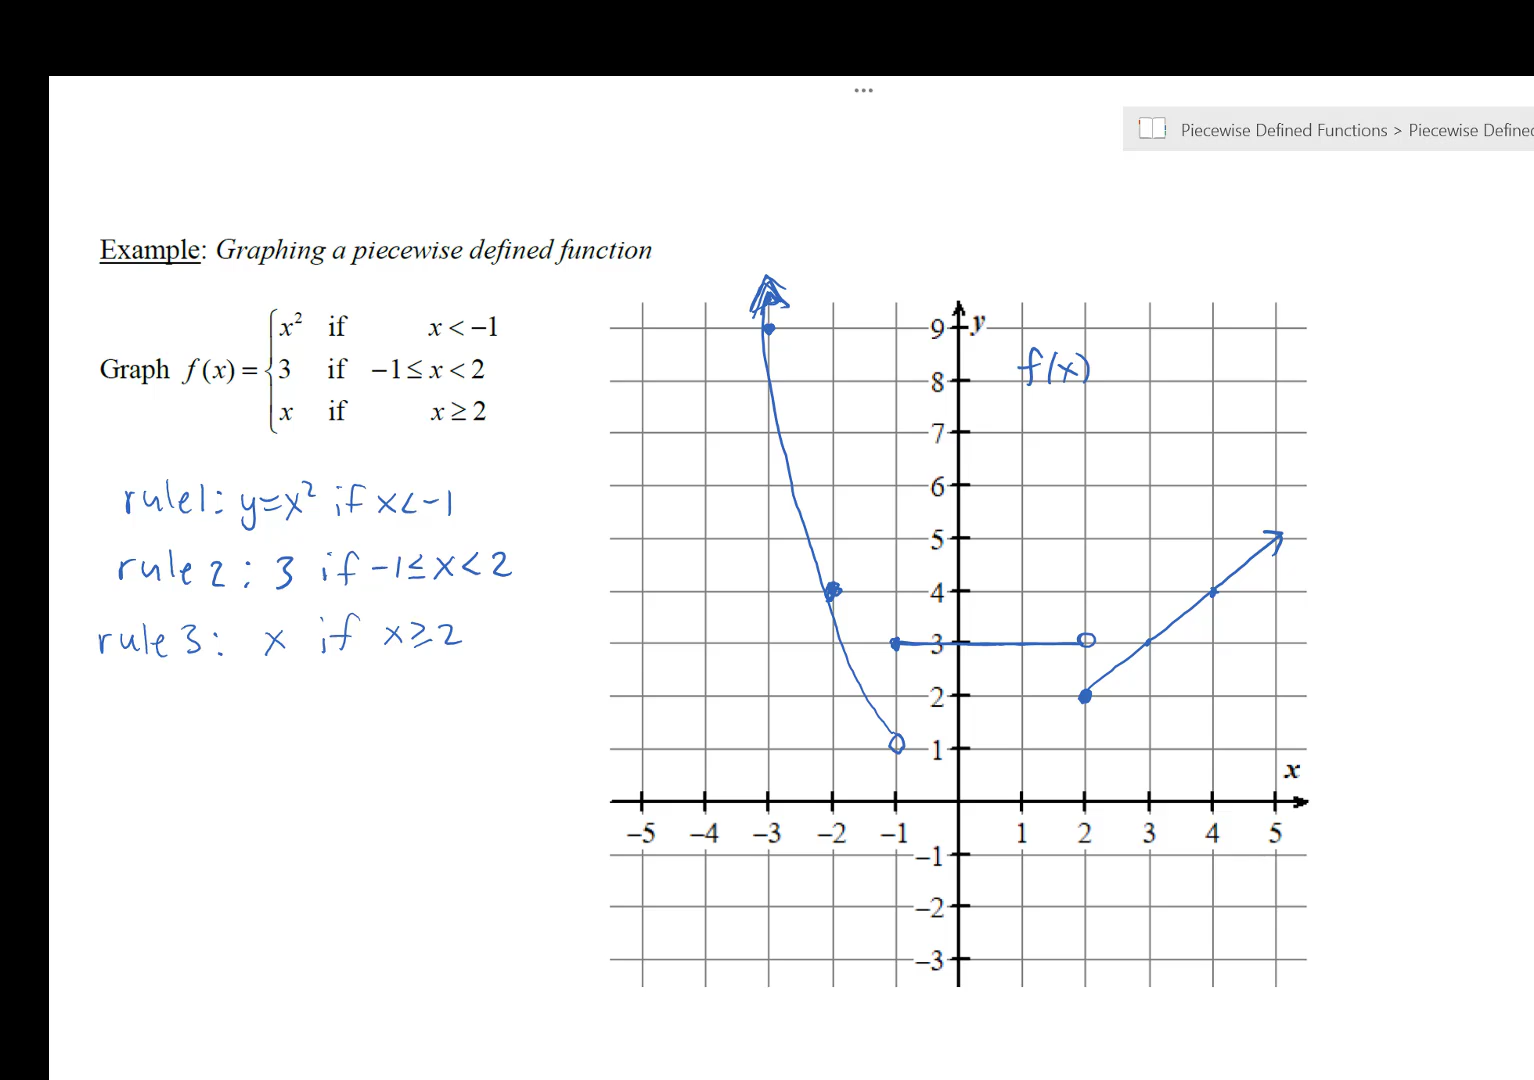 Piecewise Defined Functions > Piecewise Define
Example: Graphing a piecewise defined function
Graph f(x) = { x² if x < −1
3 if −1 ≤ x < 2
x if x ≥ 2
rule1: y=x² if x<-1
rule 2: 3 if -1≤x<2
rule 3: x if x≥2
y
f(x)
9
8
7
6
5
4
3
2
1
x
−5 −4 −3 −2 −1 1 2 3 4 5
−1
−2
−3